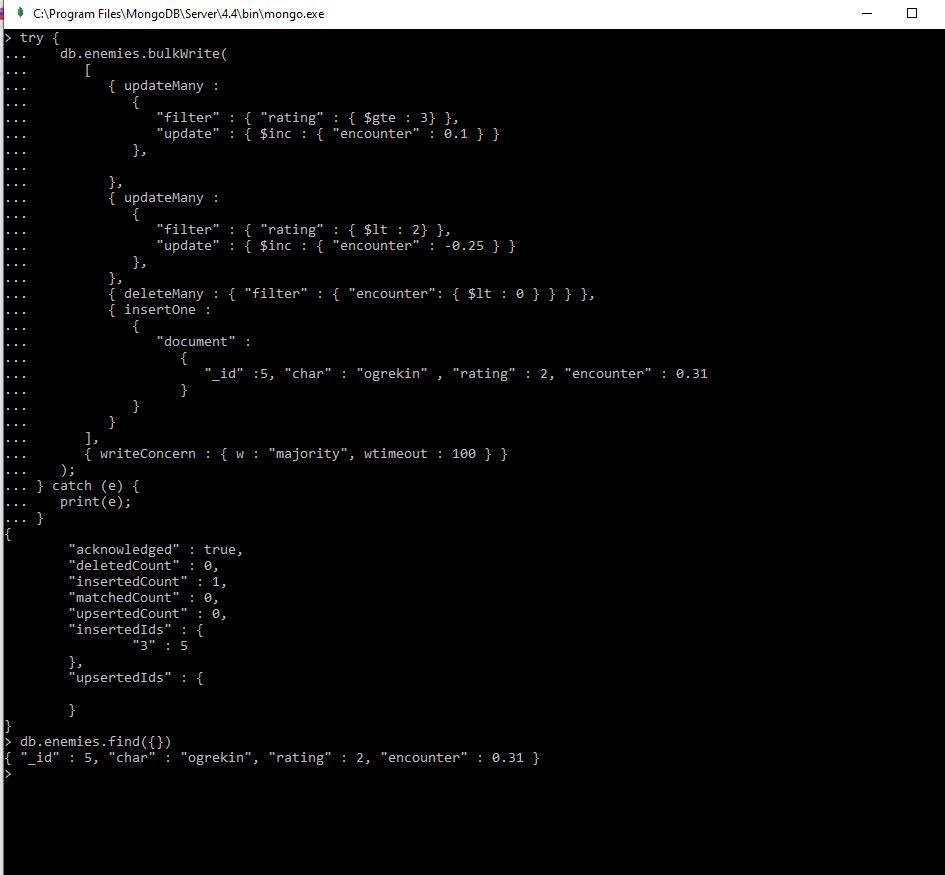 C:\Program Files\MongoDB\Server\4.4\bin\mongo.exe
> try {
...    db.enemies.bulkWrite(
...       [
...          { updateMany :
...             {
...                "filter" : { "rating" : { $gte : 3} },
...                "update" : { $inc : { "encounter" : 0.1 } }
...             },
...
...          },
...          { updateMany :
...             {
...                "filter" : { "rating" : { $lt : 2} },
...                "update" : { $inc : { "encounter" : -0.25 } }
...             },
...          },
...          { deleteMany : { "filter" : { "encounter": { $lt : 0 } } } },
...          { insertOne :
...             {
...                "document" :
...                   {
...                      "_id" :5, "char" : "ogrekin" , "rating" : 2, "encounter" : 0.31
...                   }
...             }
...          }
...       ],
...       { writeConcern : { w : "majority", wtimeout : 100 } }
...    );
... } catch (e) {
...    print(e);
... }
{
        "acknowledged" : true,
        "deletedCount" : 0,
        "insertedCount" : 1,
        "matchedCount" : 0,
        "upsertedCount" : 0,
        "insertedIds" : {
                "3" : 5
        },
        "upsertedIds" : {

        }
}
> db.enemies.find({})
{ "_id" : 5, "char" : "ogrekin", "rating" : 2, "encounter" : 0.31 }
>